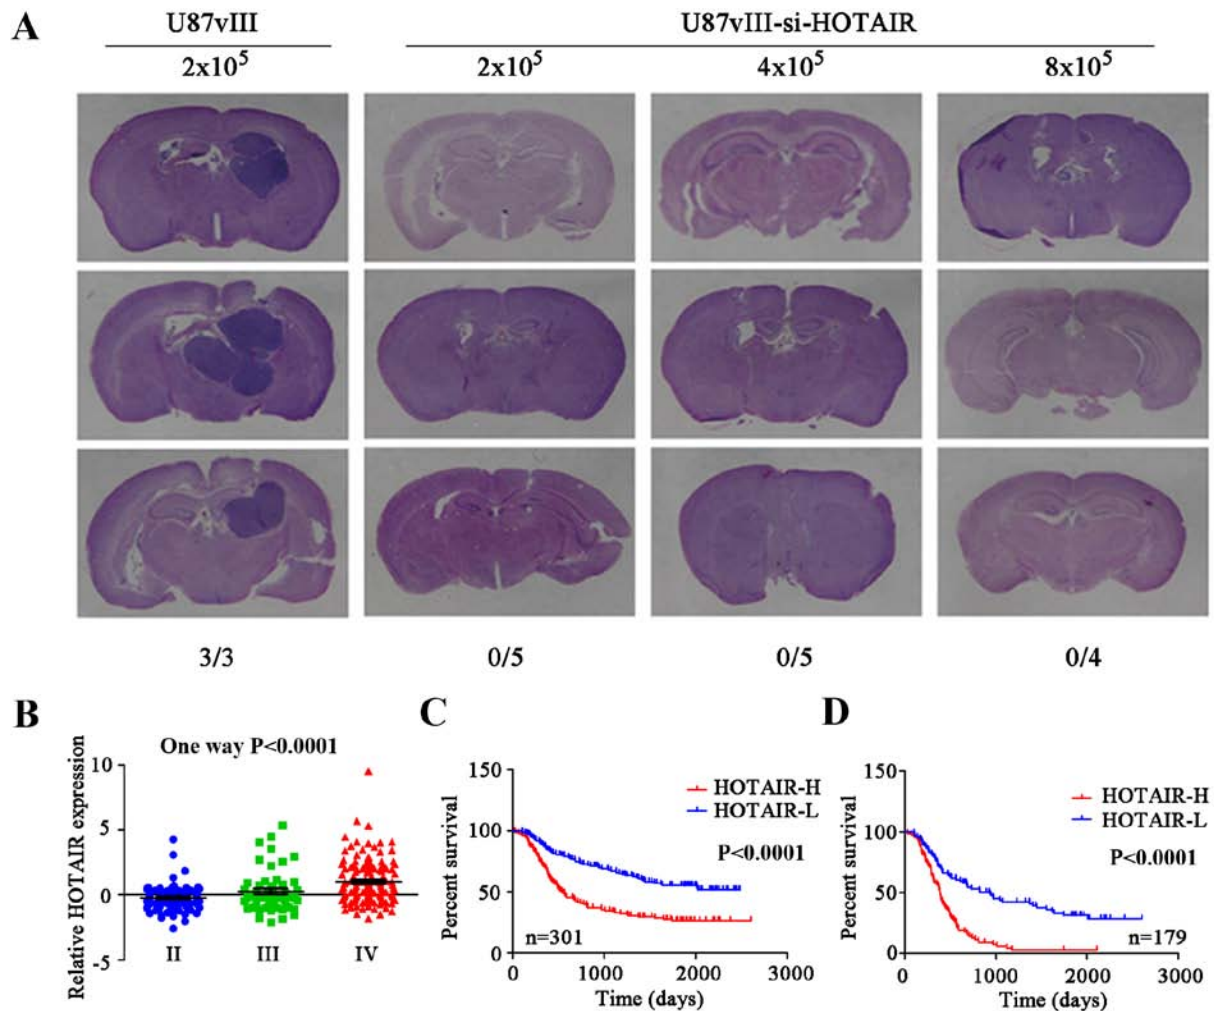 A
U87vIII
U87vIII-si-HOTAIR
2x10⁵
2x10⁵
4x10⁵
8x10⁵
3/3
0/5
0/5
0/4
B
One way P<0.0001
Relative HOTAIR expression
10
5
0
-5
II
III
IV
C
150
100
50
0
Percent survival
HOTAIR-H
HOTAIR-L
P<0.0001
n=301
0
1000
2000
3000
Time (days)
D
150
100
50
0
Percent survival
HOTAIR-H
HOTAIR-L
P<0.0001
n=179
0
1000
2000
3000
Time (days)